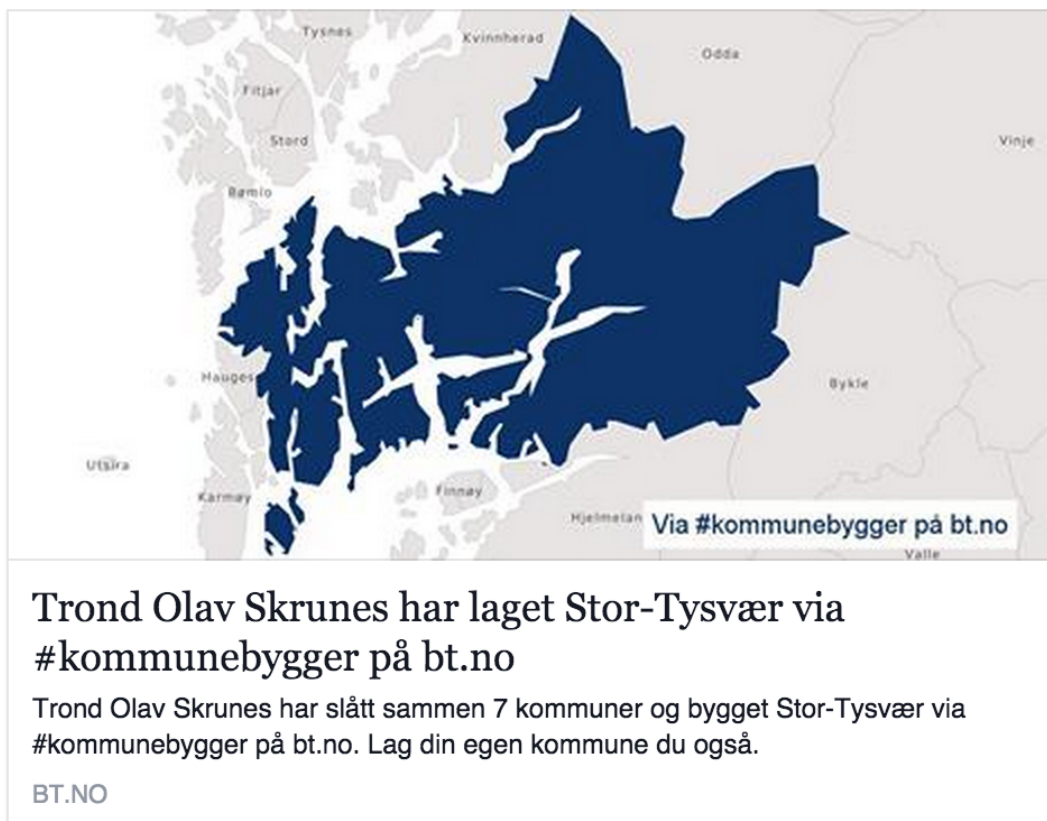 Tysnes
Kvinnherad
Odda
Fitjar
Stord
Vinje
Bømlo
Hauges
Bykle
Utsira
Karmøy
Finnøy
Hjelmelan
Via #kommunebygger på bt.no
Valle
Trond Olav Skrunes har laget Stor-Tysvær via
#kommunebygger på bt.no
Trond Olav Skrunes har slått sammen 7 kommuner og bygget Stor-Tysvær via
#kommunebygger på bt.no. Lag din egen kommune du også.
BT.NO